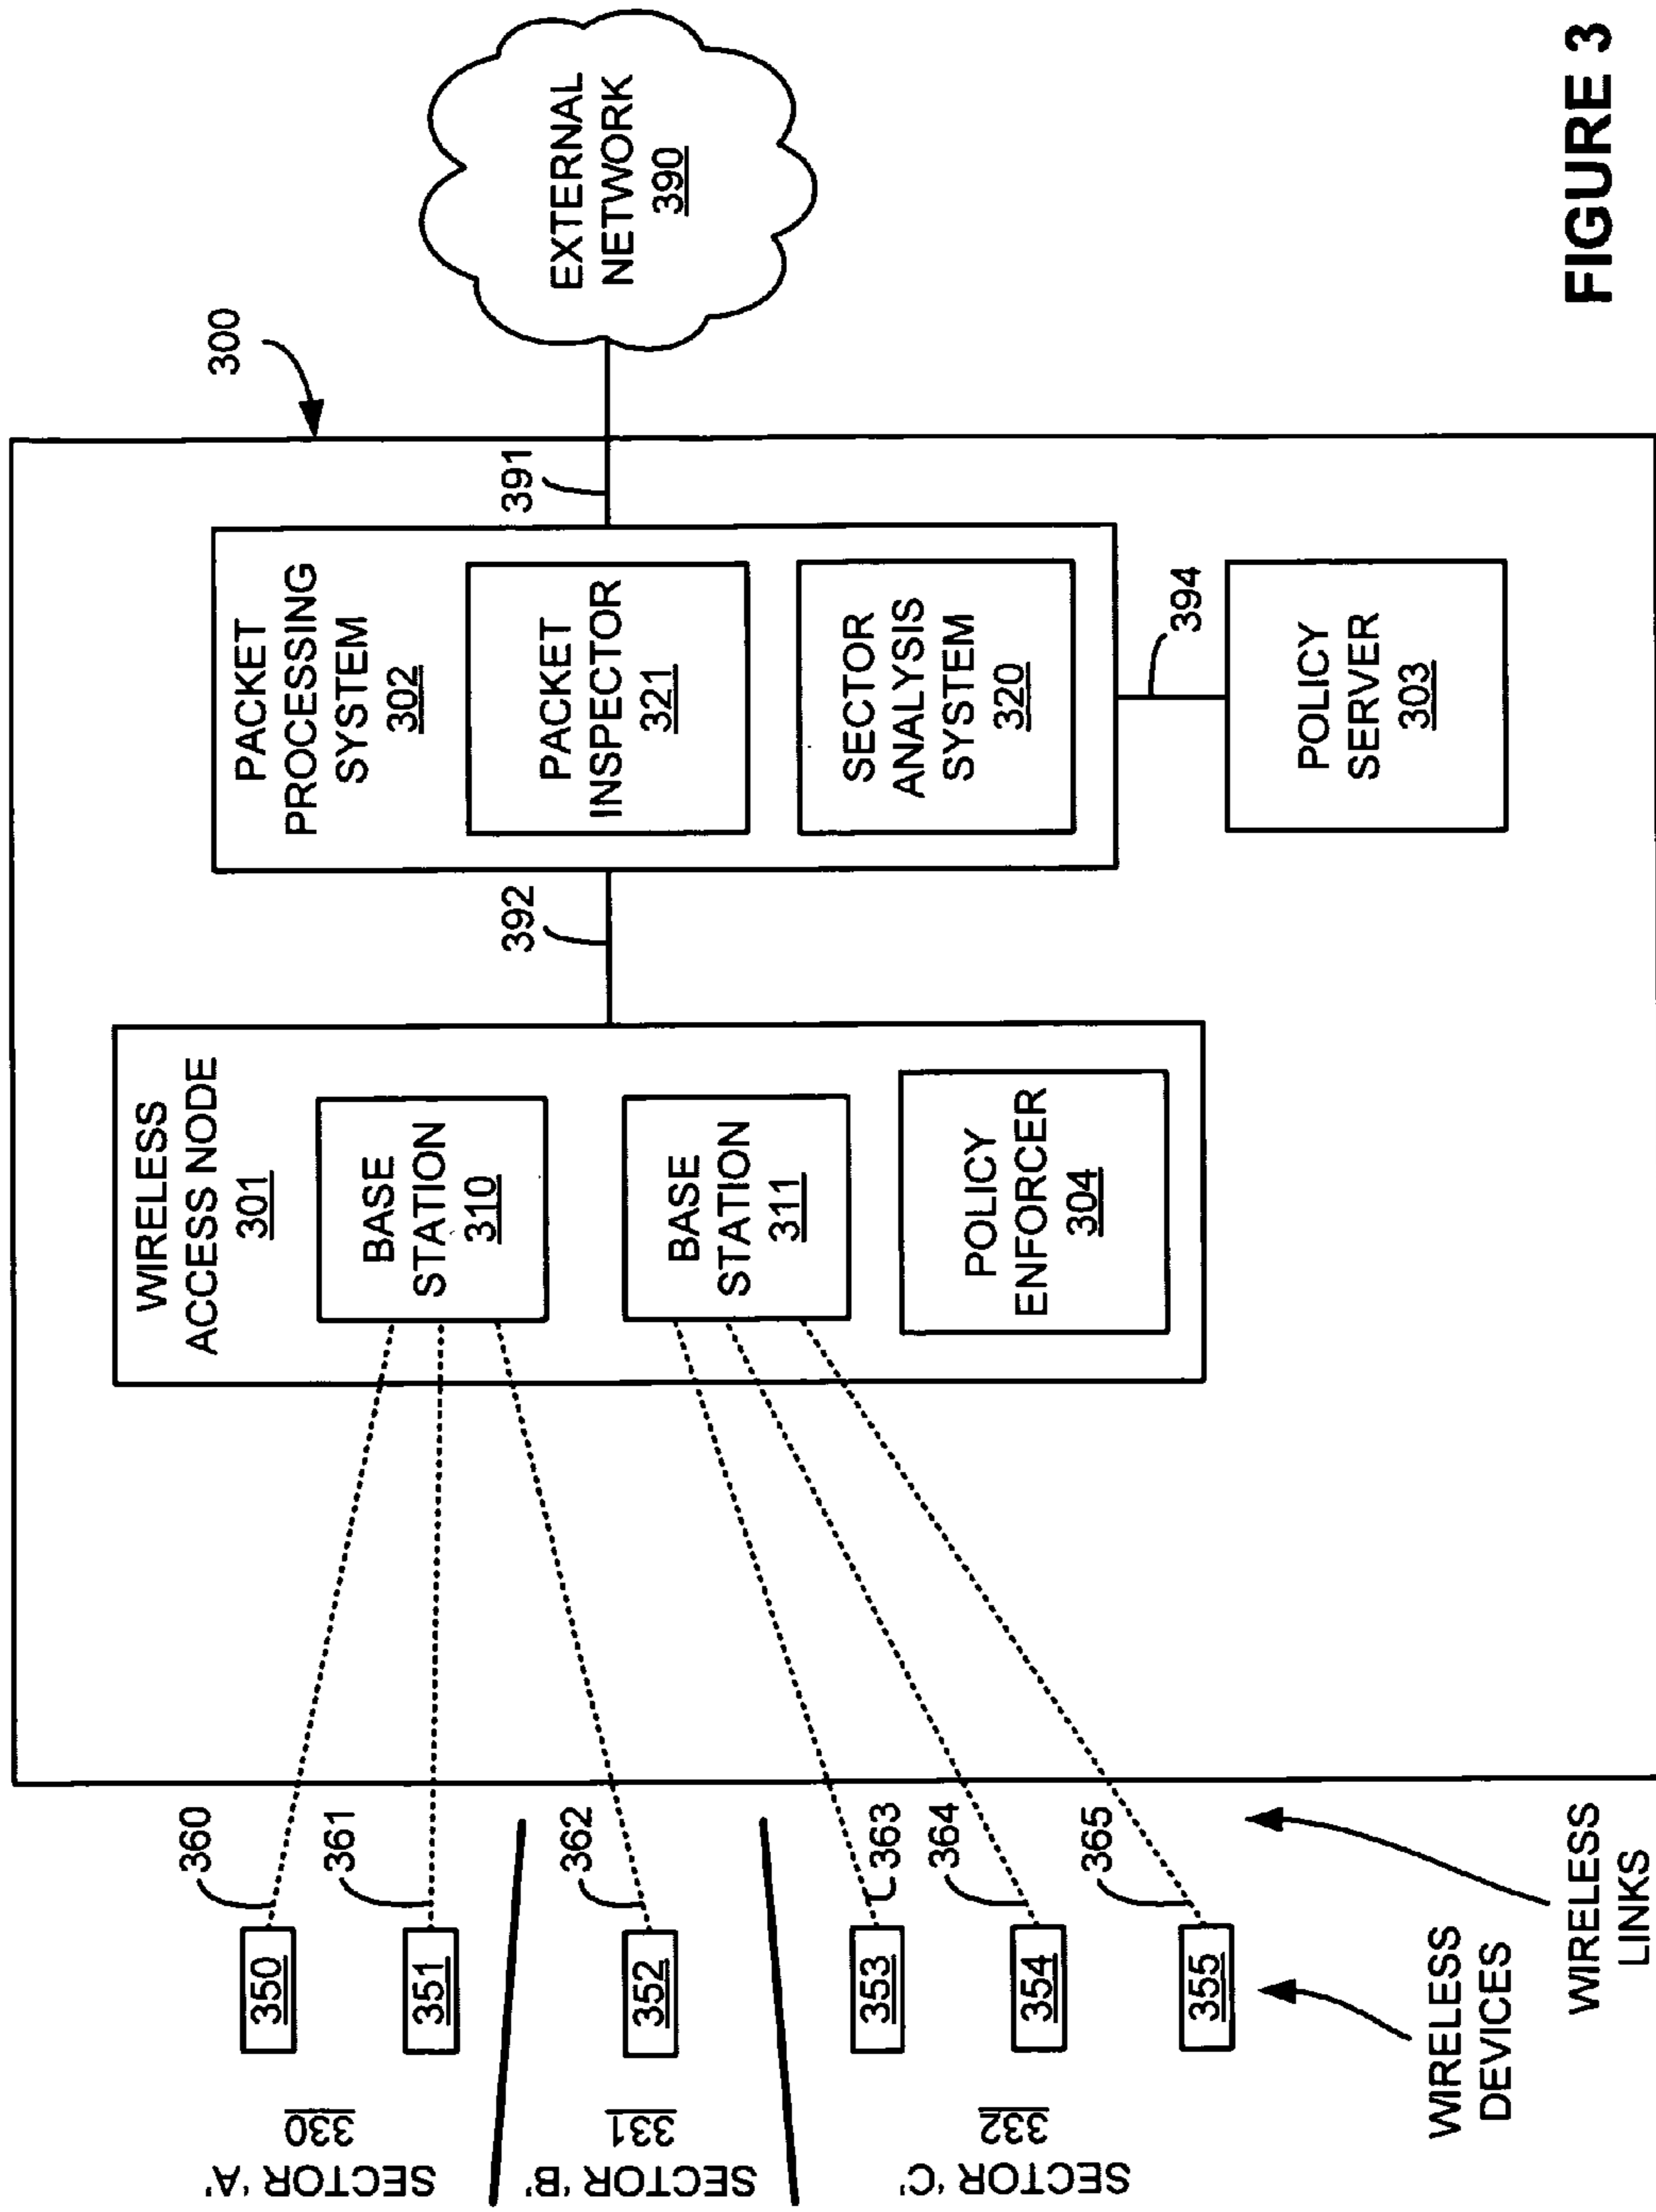 300
WIRELESS
ACCESS NODE
301
BASE
STATION
310
BASE
STATION
311
POLICY
ENFORCER
304
392
PACKET
PROCESSING
SYSTEM
302
PACKET
INSPECTOR
321
SECTOR
ANALYSIS
SYSTEM
320
391
394
POLICY
SERVER
303
EXTERNAL
NETWORK
390
SECTOR 'A'
330
SECTOR 'B'
331
SECTOR 'C'
332
350
351
352
353
354
355
360
361
362
363
364
365
WIRELESS
DEVICES
WIRELESS
LINKS
FIGURE 3